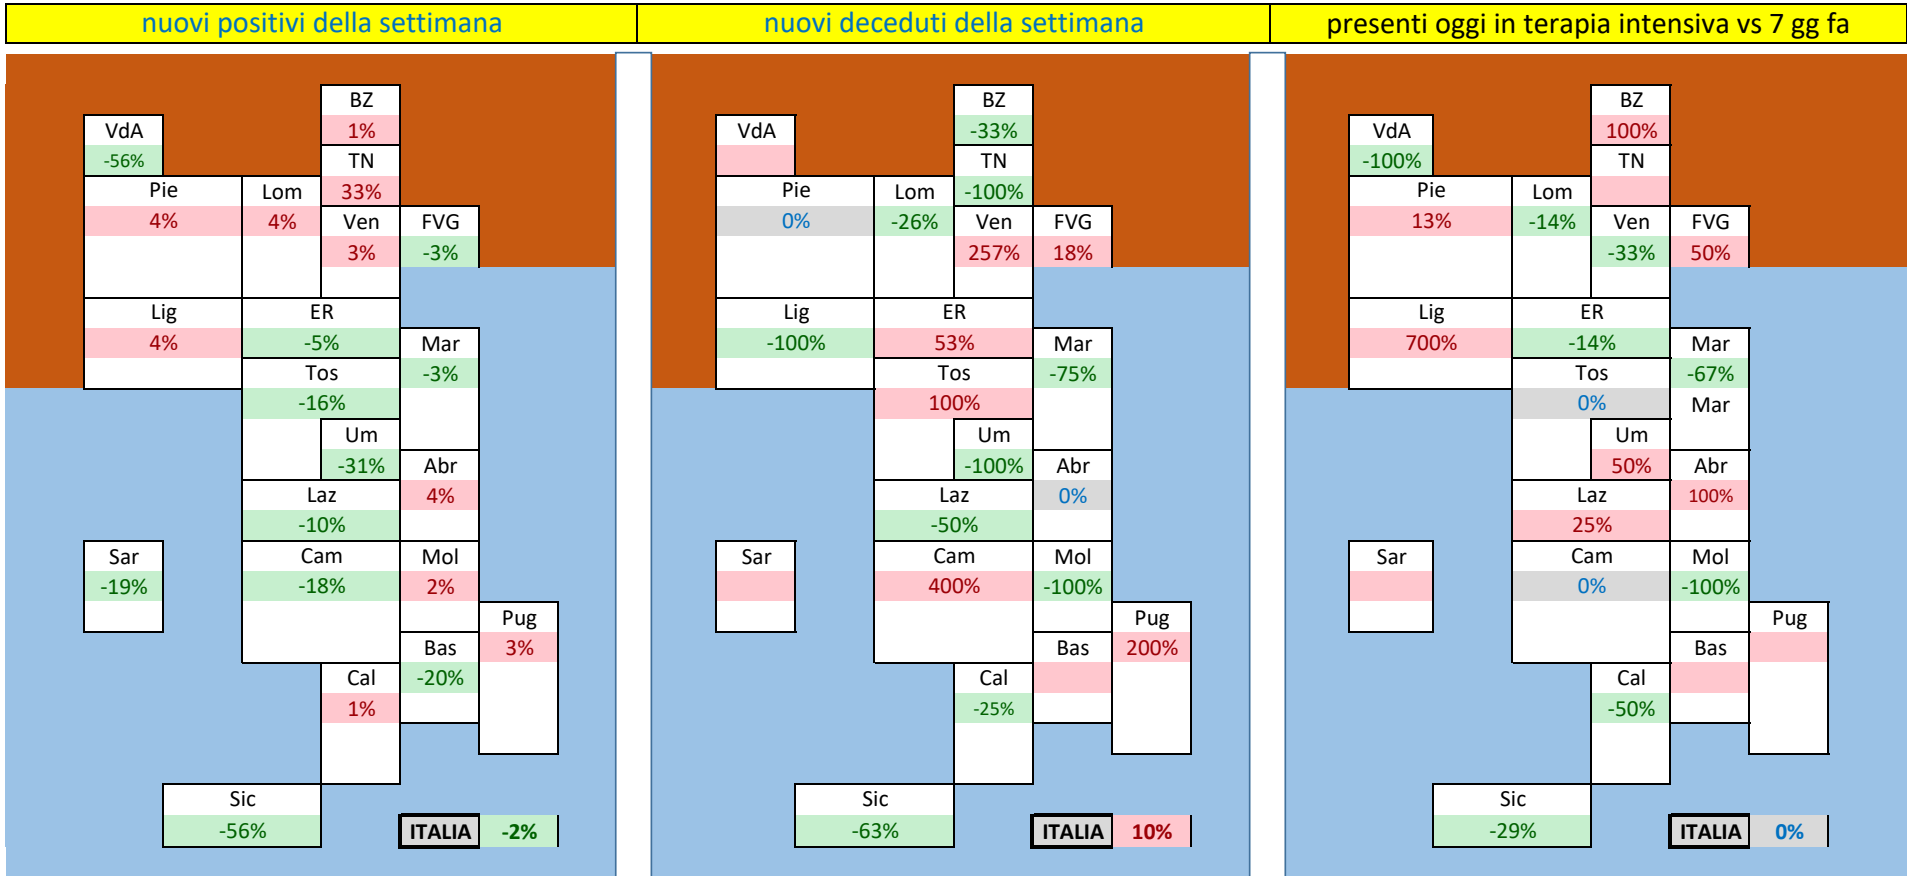 nuovi positivi della settimana
nuovi deceduti della settimana
presenti oggi in terapia intensiva vs 7 gg fa
BZ
1%
VdA
-56%
TN
33%
Pie
4%
Lom
4%
Ven
3%
FVG
-3%
Lig
4%
ER
-5%
Mar
-3%
Tos
-16%
Um
-31%
Abr
4%
Laz
-10%
Sar
-19%
Cam
-18%
Mol
2%
Pug
3%
Bas
-20%
Cal
1%
Sic
-56%
ITALIA -2%
BZ
-33%
VdA
TN
-100%
Pie
0%
Lom
-26%
Ven
257%
FVG
18%
Lig
-100%
ER
53%
Mar
-75%
Tos
100%
Um
-100%
Abr
0%
Laz
-50%
Sar
Cam
400%
Mol
-100%
Pug
200%
Bas
Cal
-25%
Sic
-63%
ITALIA 10%
BZ
100%
VdA
-100%
TN
Pie
13%
Lom
-14%
Ven
-33%
FVG
50%
Lig
700%
ER
-14%
Mar
-67%
Mar
Tos
0%
Um
50%
Abr
100%
Laz
25%
Sar
Cam
0%
Mol
-100%
Pug
Bas
Cal
-50%
Sic
-29%
ITALIA 0%